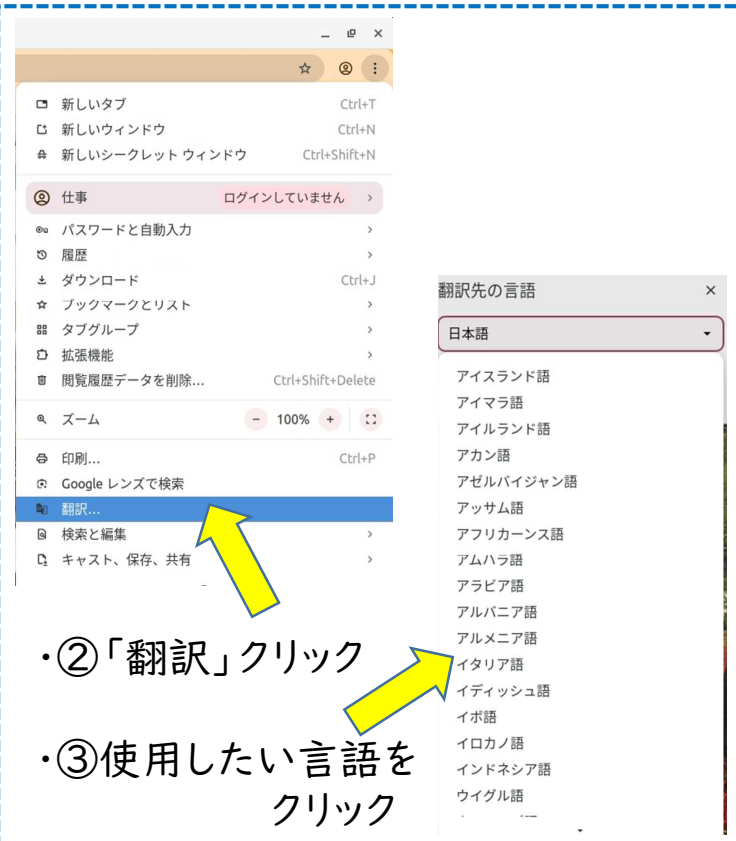 新しいタブ Ctrl+T
新しいウィンドウ Ctrl+N
新しいシークレット ウィンドウ Ctrl+Shift+N
仕事 ログインしていません
パスワードと自動入力
履歴
ダウンロード Ctrl+J
ブックマークとリスト
タブグループ
拡張機能
閲覧履歴データを削除... Ctrl+Shift+Delete
ズーム - 100% +
印刷... Ctrl+P
Google レンズで検索
翻訳...
検索と編集
キャスト、保存、共有
・②「翻訳」クリック
・③使用したい言語を
クリック
翻訳先の言語 ×
日本語
アイスランド語
アイマラ語
アイルランド語
アカン語
アゼルバイジャン語
アッサム語
アフリカーンス語
アムハラ語
アラビア語
アルバニア語
アルメニア語
イタリア語
イディッシュ語
イボ語
イロカノ語
インドネシア語
ウイグル語